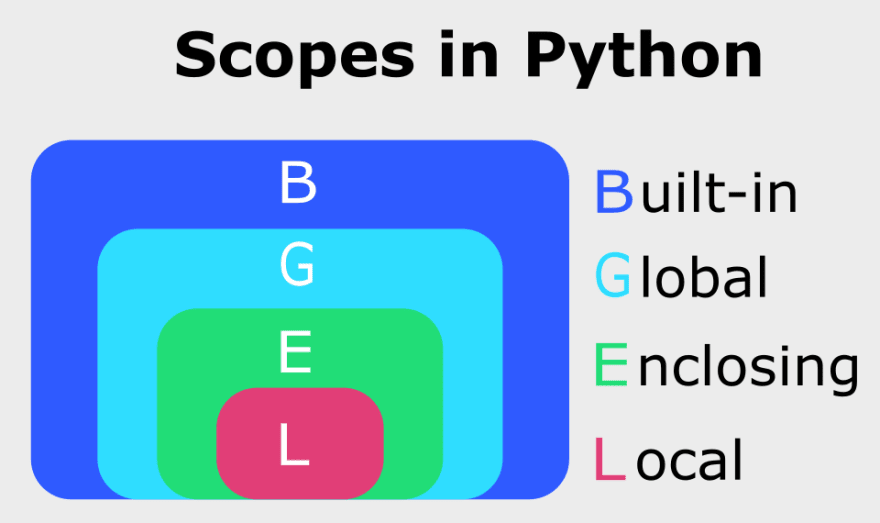 Scopes in Python
B
Built-in
G
Global
E
Enclosing
L
Local